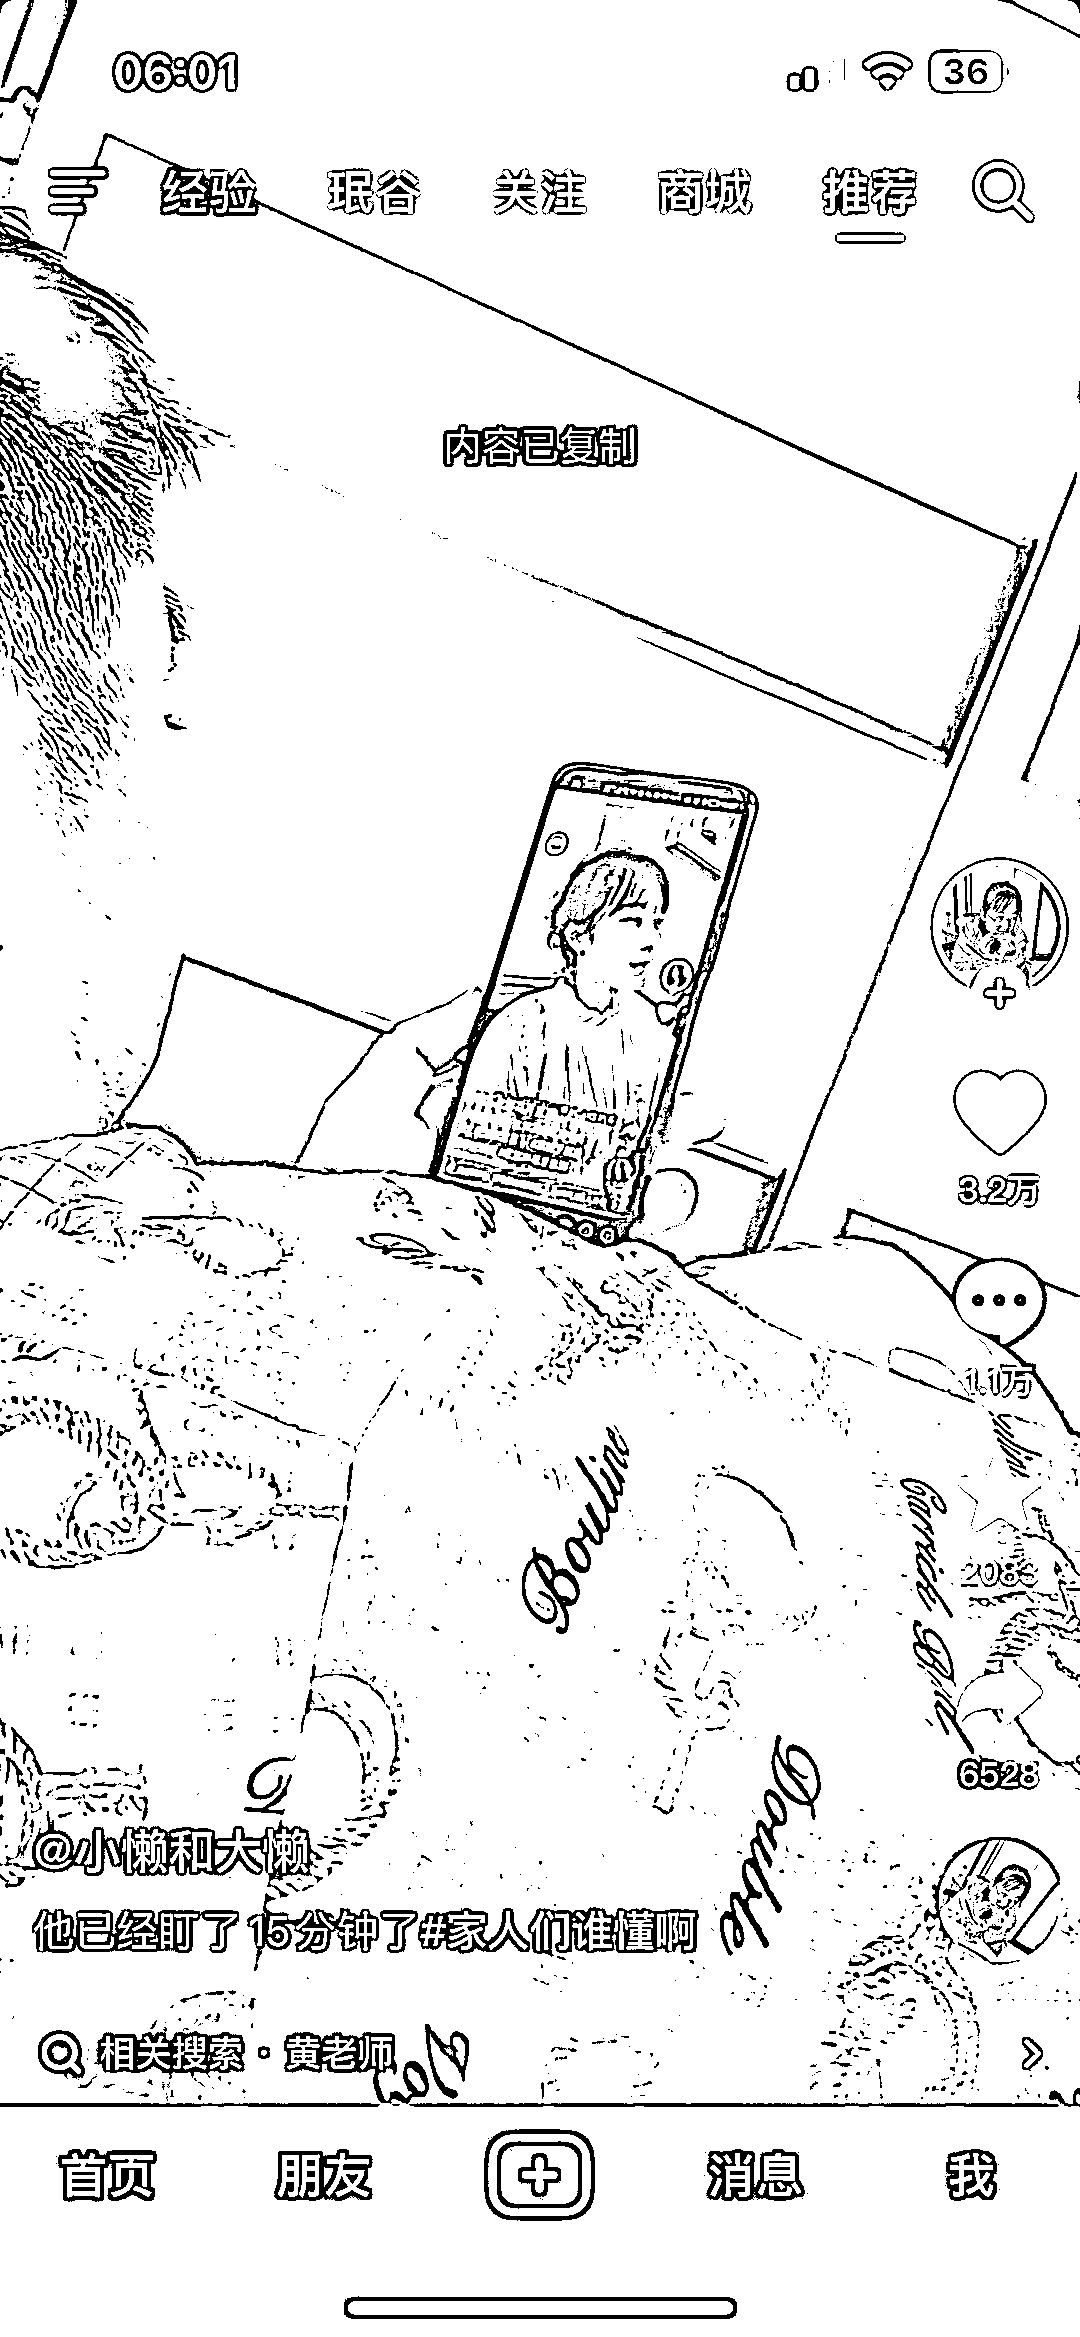 06:01
36
经验 珉谷 关注 商城 推荐
内容已复制
3.2万
1.1万
Bouline
2083
6528
Double
@小懒和大懒
他已经盯了15分钟了#家人们谁懂啊
相关搜索·黄老师
首页 朋友 消息 我